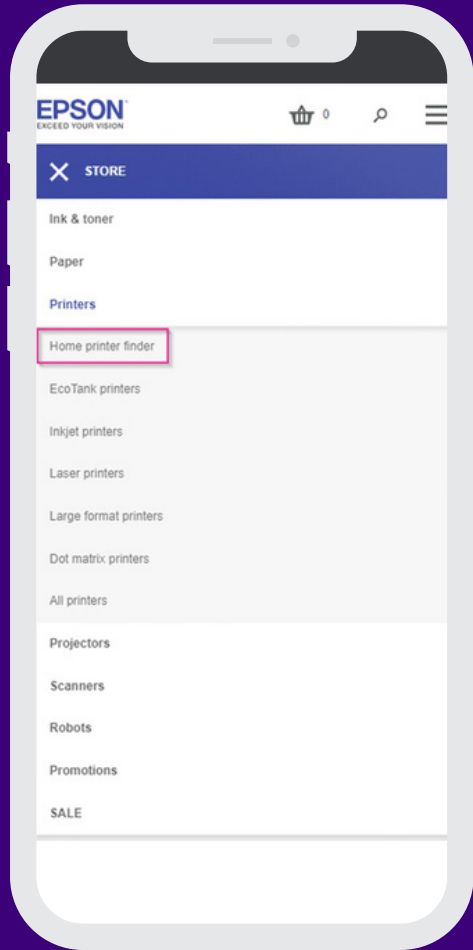 EPSON
EXCEED YOUR VISION
0
STORE
Ink & toner
Paper
Printers
Home printer finder
EcoTank printers
Inkjet printers
Laser printers
Large format printers
Dot matrix printers
All printers
Projectors
Scanners
Robots
Promotions
SALE